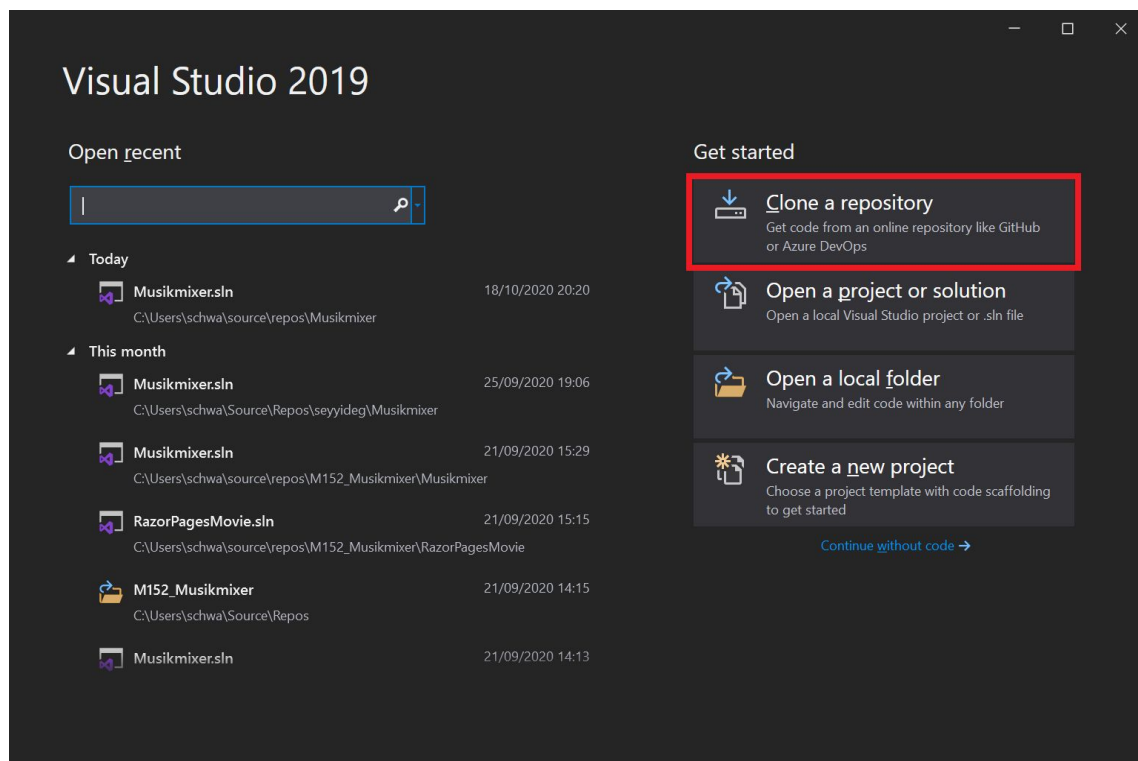 Visual Studio 2019
Open recent
Today
Musikmixer.sln 18/10/2020 20:20
C:\Users\schwa\source\repos\Musikmixer
This month
Musikmixer.sln 25/09/2020 19:06
C:\Users\schwa\Source\Repos\seyyideg\Musikmixer
Musikmixer.sln 21/09/2020 15:29
C:\Users\schwa\source\repos\M152_Musikmixer\Musikmixer
RazorPagesMovie.sln 21/09/2020 15:15
C:\Users\schwa\source\repos\M152_Musikmixer\RazorPagesMovie
M152_Musikmixer 21/09/2020 14:15
C:\Users\schwa\Source\Repos
Musikmixer.sln 21/09/2020 14:13
Get started
Clone a repository
Get code from an online repository like GitHub
or Azure DevOps
Open a project or solution
Open a local Visual Studio project or .sln file
Open a local folder
Navigate and edit code within any folder
Create a new project
Choose a project template with code scaffolding
to get started
Continue without code →